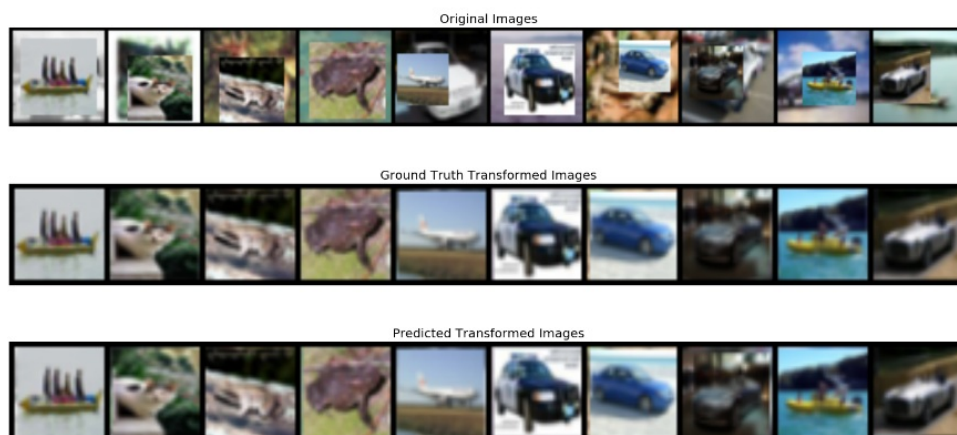 Original Images
Ground Truth Transformed Images
Predicted Transformed Images